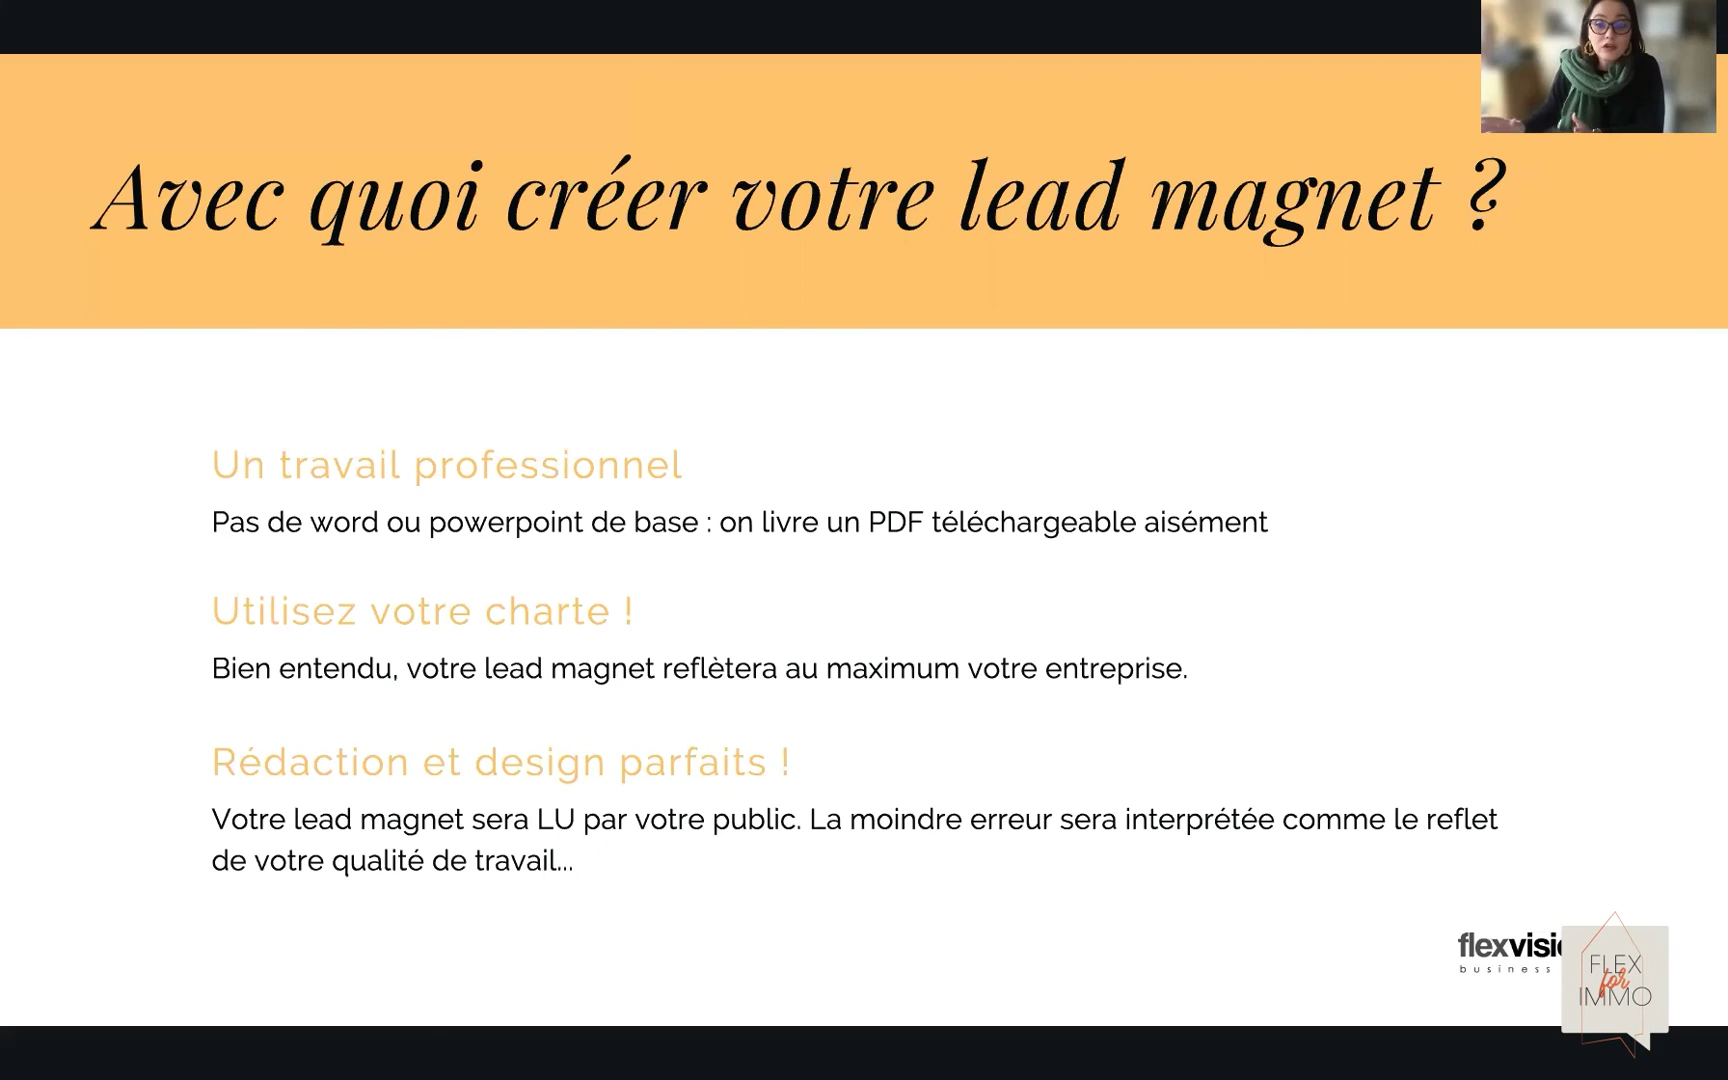 Avec quoi créer votre lead magnet ?
Un travail professionnel
Pas de word ou powerpoint de base : on livre un PDF téléchargeable aisément
Utilisez votre charte !
Bien entendu, votre lead magnet reflètera au maximum votre entreprise.
Rédaction et design parfaits !
Votre lead magnet sera LU par votre public. La moindre erreur sera interprétée comme le reflet
de votre qualité de travail...
flexvisi
business
FLEX
for
IMMO